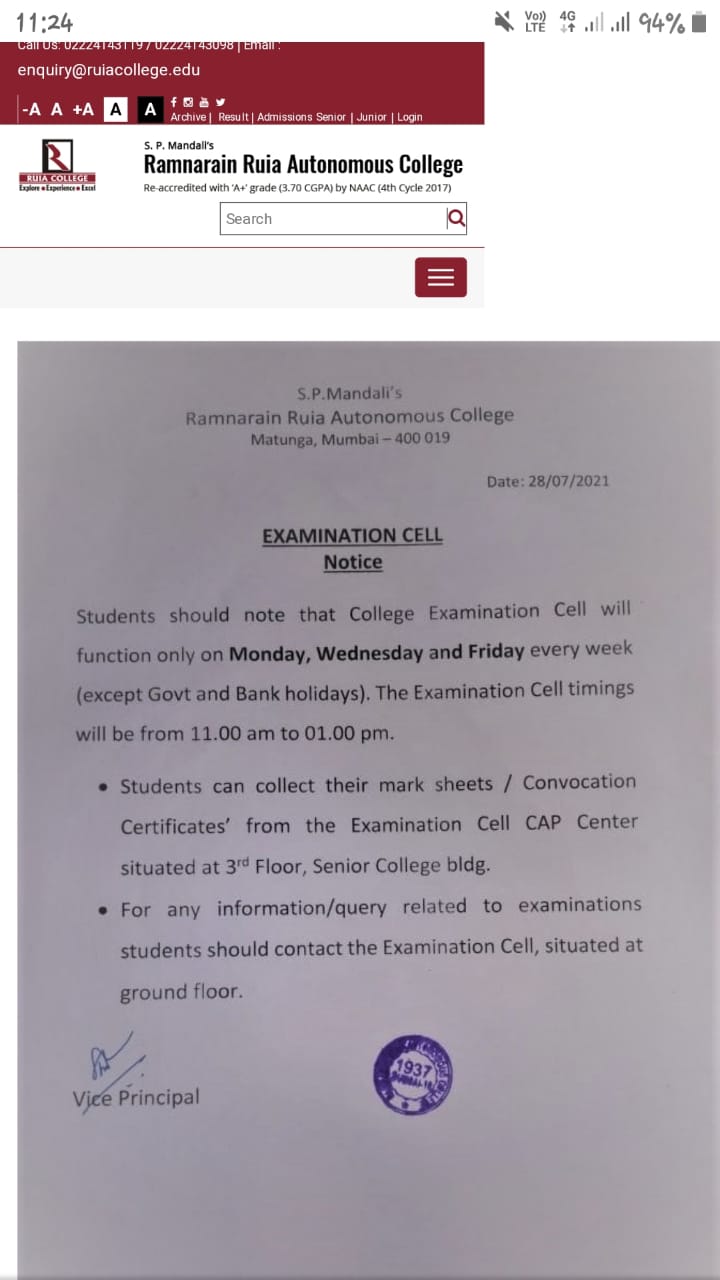 11:24
Vo)) LTE 4G 94%
Call Us: 02224143119 / 02224143098 | Email :
enquiry@ruiacollege.edu
-A A +A A A
Archive | Result | Admissions Senior | Junior | Login
R
RUIA COLLEGE
Explore • Experience • Excel
S. P. Mandali's
Ramnarain Ruia Autonomous College
Re-accredited with 'A+' grade (3.70 CGPA) by NAAC (4th Cycle 2017)
Search
S.P.Mandali's
Ramnarain Ruia Autonomous College
Matunga, Mumbai – 400 019
Date: 28/07/2021
EXAMINATION CELL
Notice
Students should note that College Examination Cell will
function only on Monday, Wednesday and Friday every week
(except Govt and Bank holidays). The Examination Cell timings
will be from 11.00 am to 01.00 pm.
• Students can collect their mark sheets / Convocation
Certificates' from the Examination Cell CAP Center
situated at 3rd Floor, Senior College bldg.
• For any information/query related to examinations
students should contact the Examination Cell, situated at
ground floor.
Vice Principal
1937